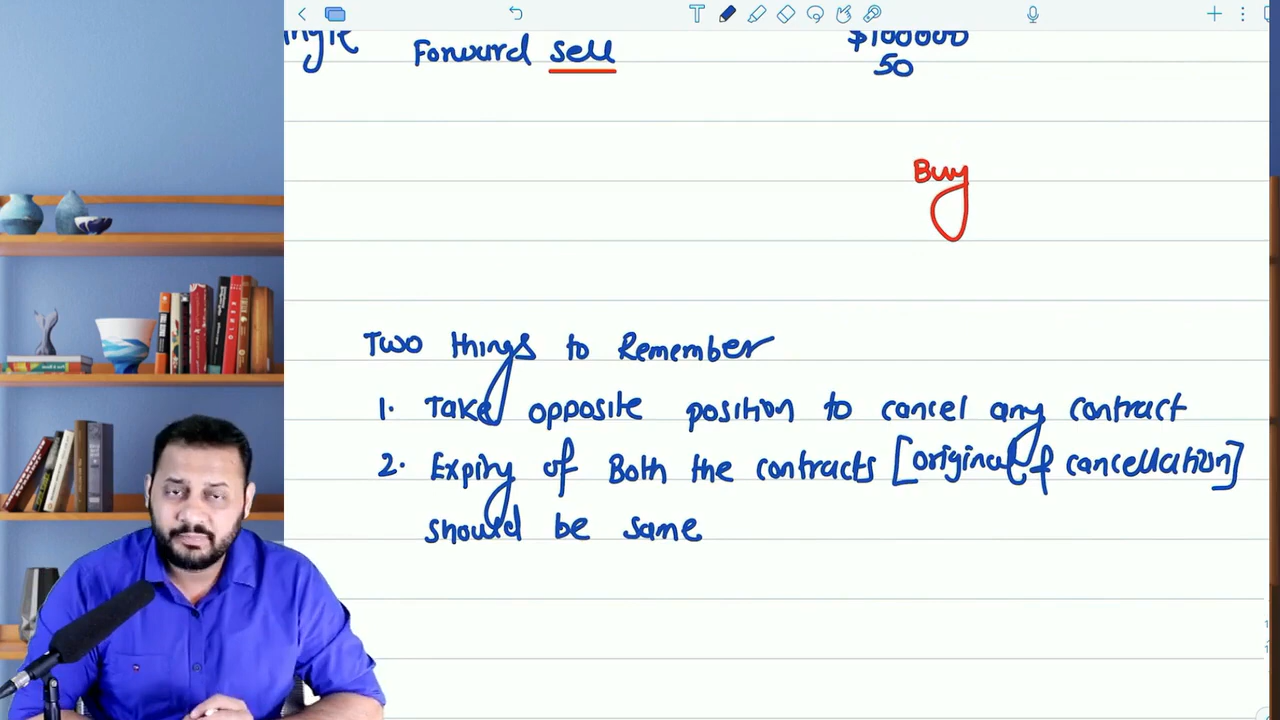 Forward Sell
$100000
50
Buy
Two things to Remember
1. Take opposite position to cancel any contract
2. Expiry of Both the contracts [original & cancellation]
should be same